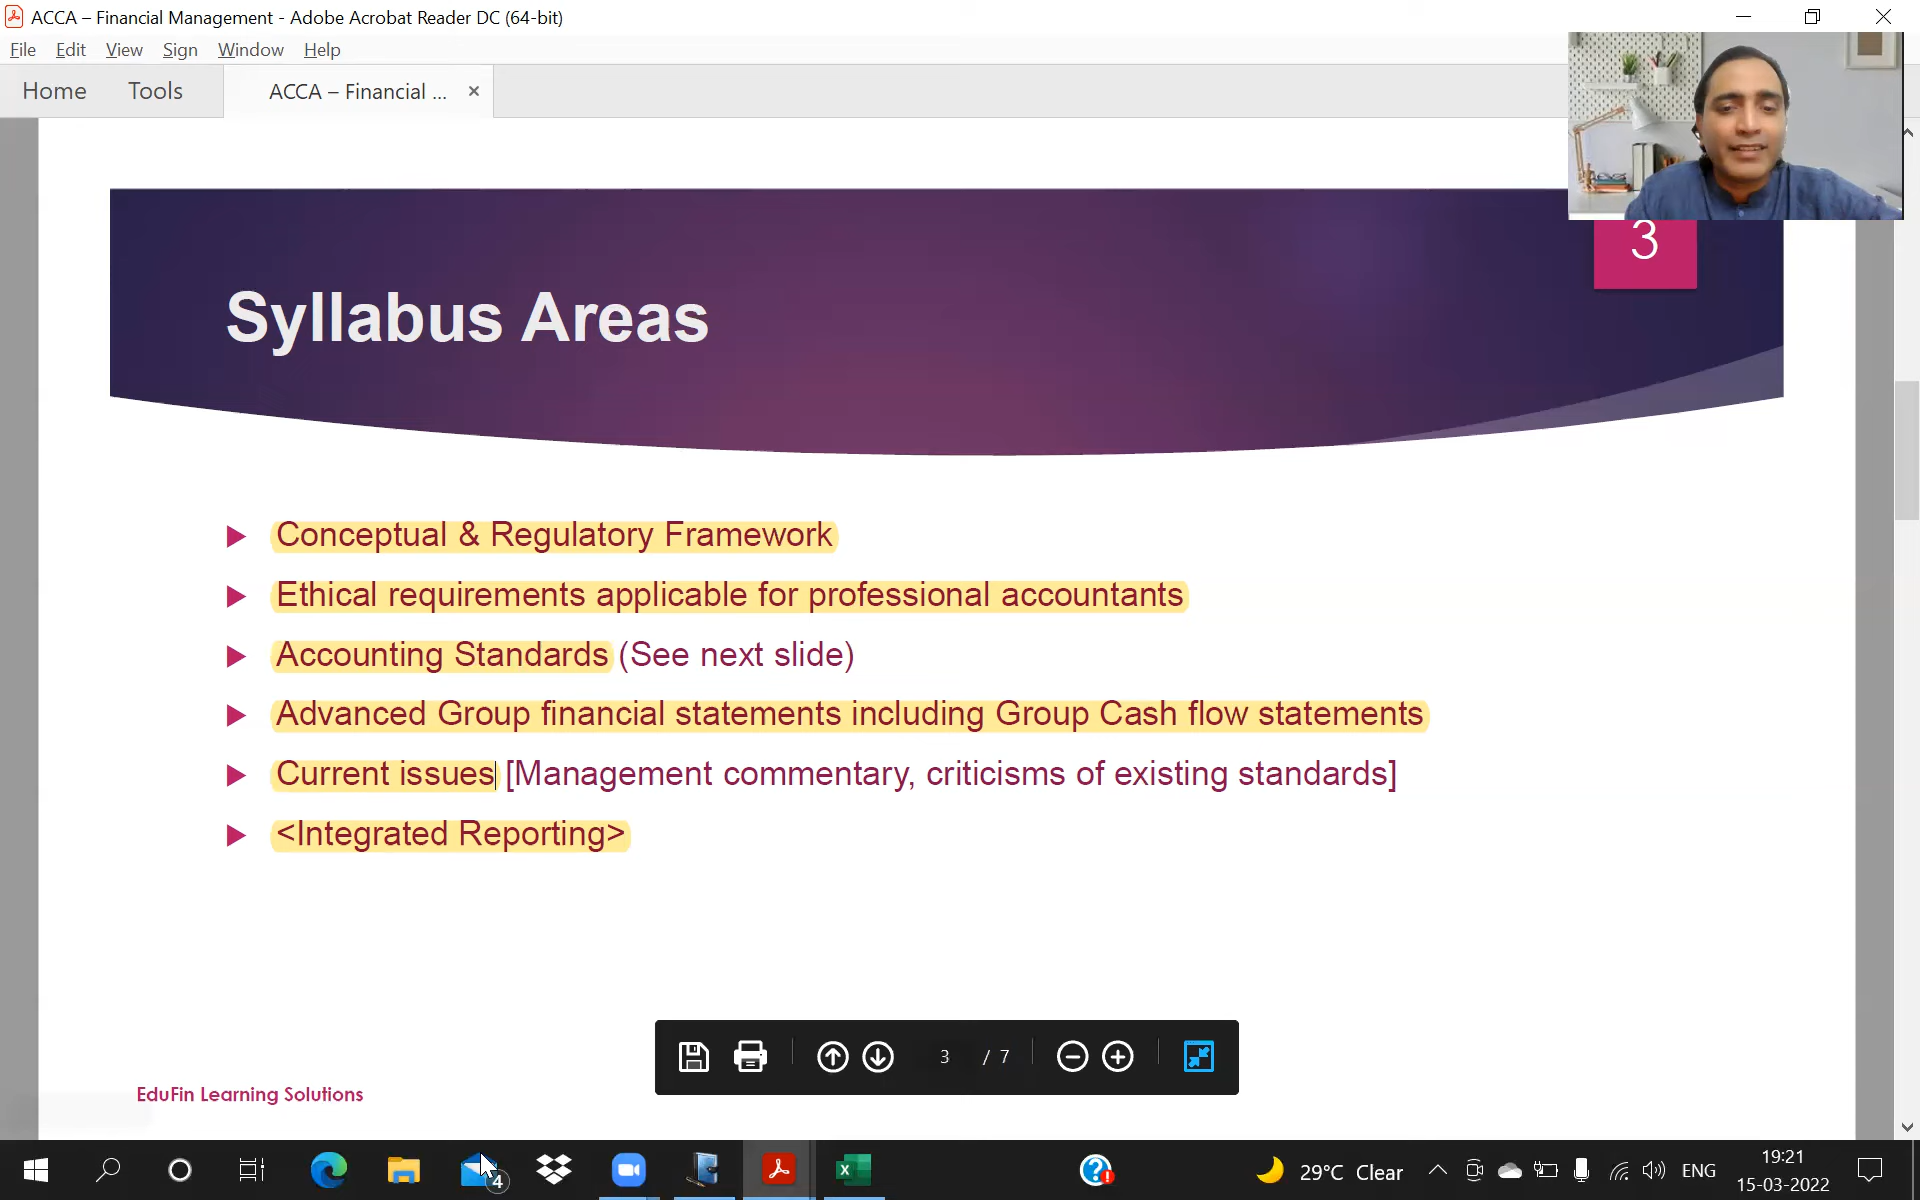 ACCA – Financial Management - Adobe Acrobat Reader DC (64-bit)
File Edit View Sign Window Help
Home Tools ACCA – Financial ... ×
3
Syllabus Areas
Conceptual & Regulatory Framework
Ethical requirements applicable for professional accountants
Accounting Standards (See next slide)
Advanced Group financial statements including Group Cash flow statements
Current issues [Management commentary, criticisms of existing standards]
<Integrated Reporting>
3 / 7
EduFin Learning Solutions
4
29°C Clear
ENG
19:21
15-03-2022